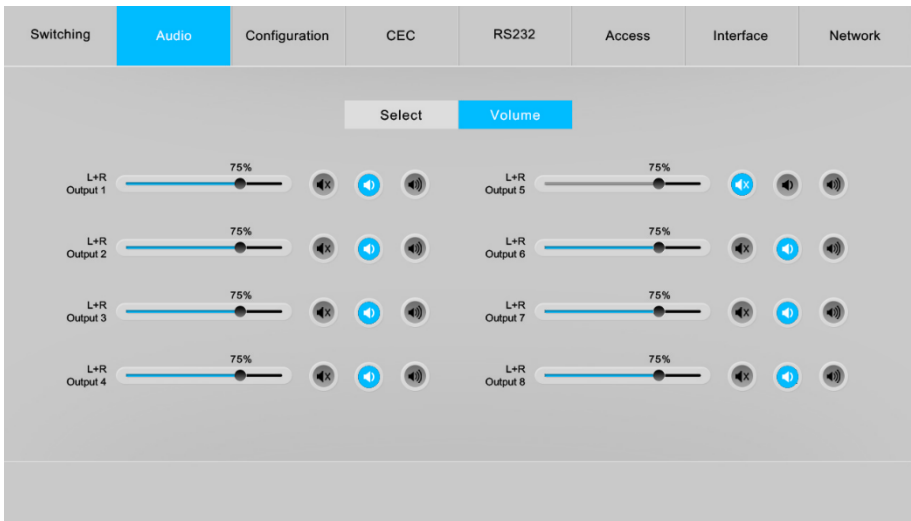 Switching Audio Configuration CEC RS232 Access Interface Network
Select Volume
75%
L+R
Output 1
75%
L+R
Output 2
75%
L+R
Output 3
75%
L+R
Output 4
75%
L+R
Output 5
75%
L+R
Output 6
75%
L+R
Output 7
75%
L+R
Output 8